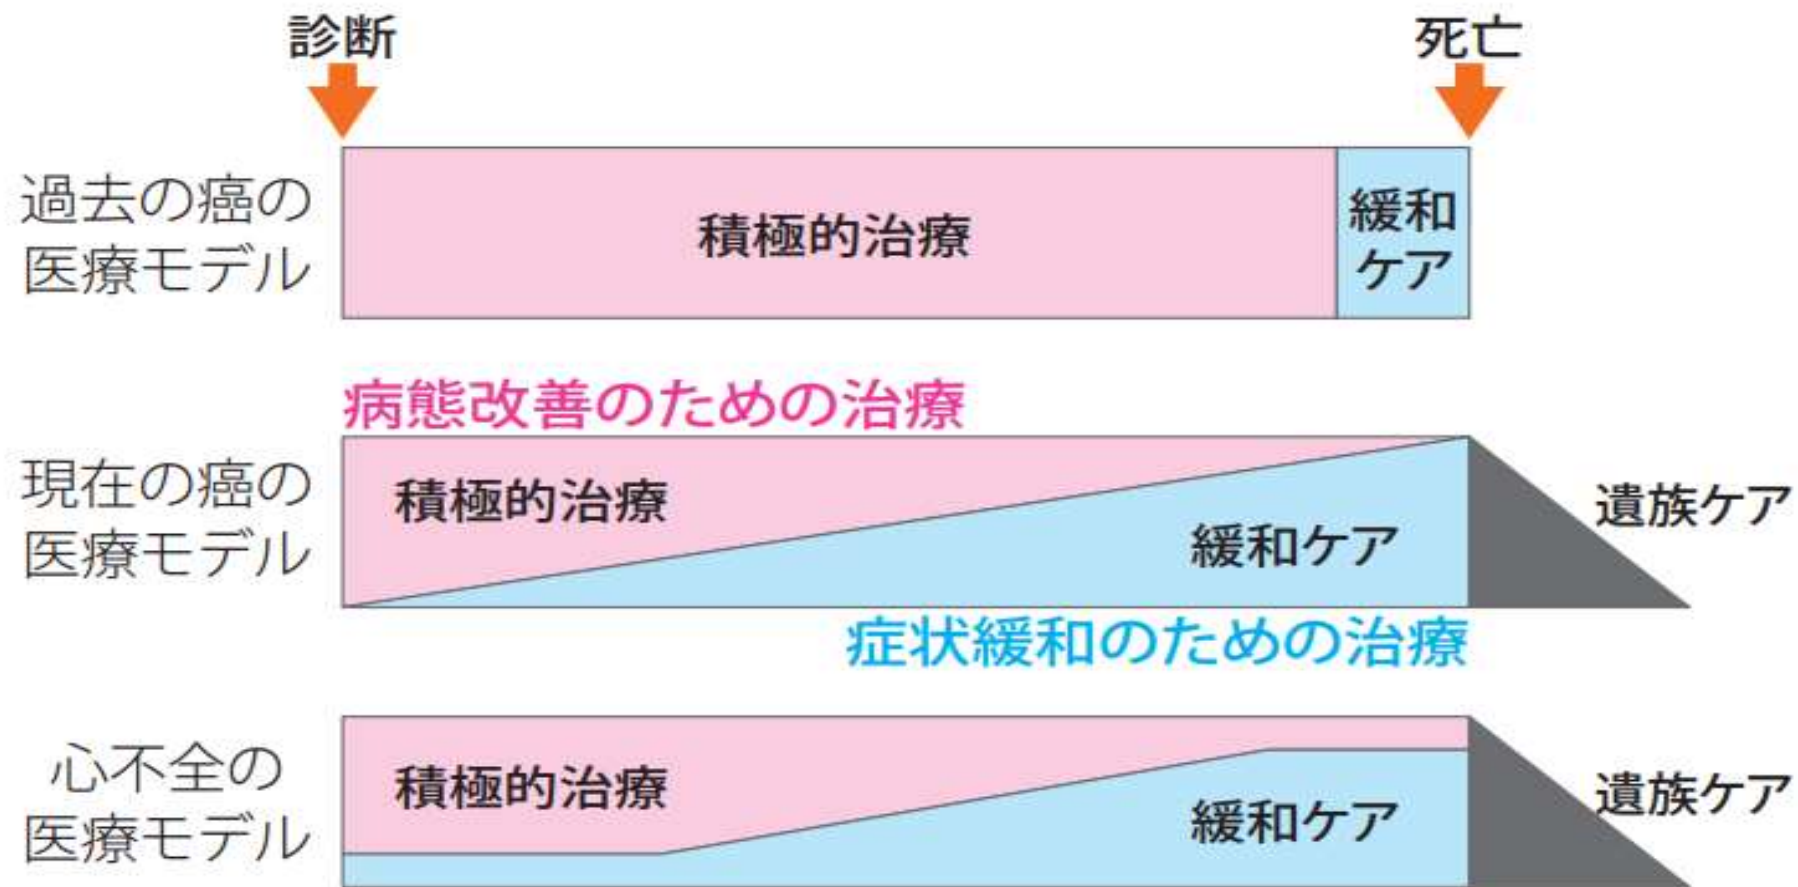 診断
死亡
過去の癌の
医療モデル
積極的治療
緩和
ケア
病態改善のための治療
現在の癌の
医療モデル
積極的治療
緩和ケア
遺族ケア
症状緩和のための治療
心不全の
医療モデル
積極的治療
緩和ケア
遺族ケア